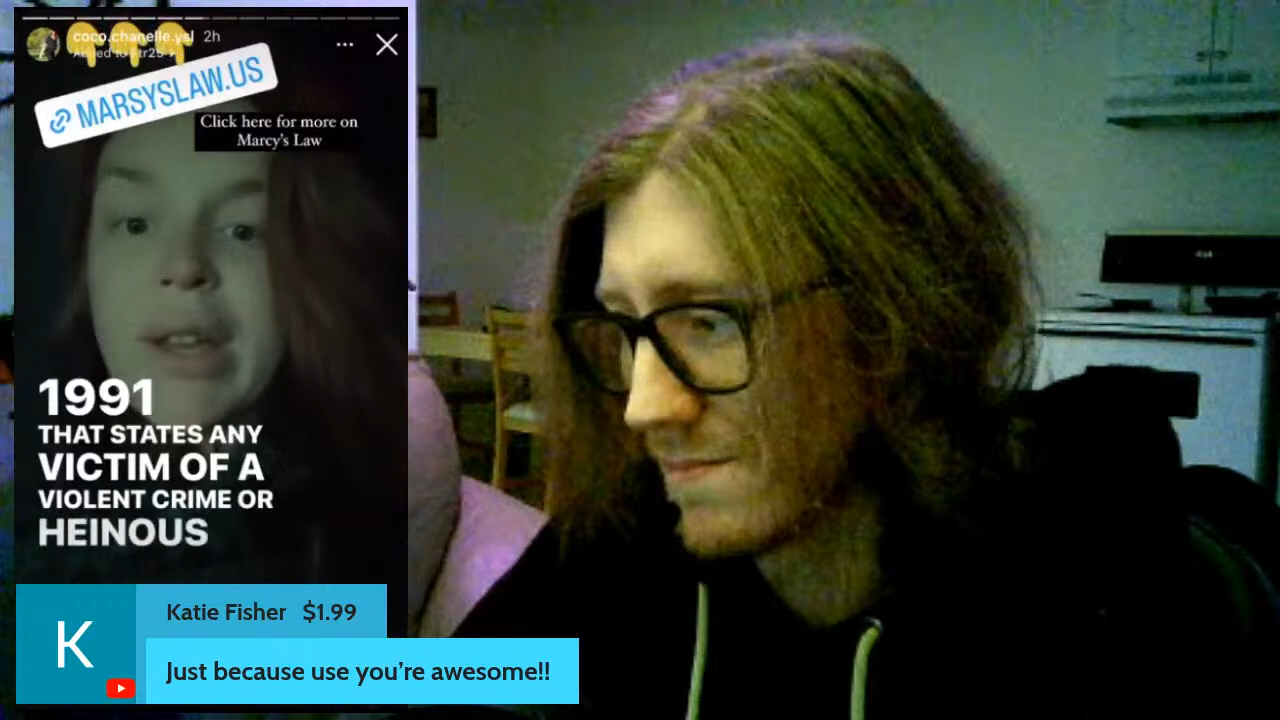 coco.chanelle.ysl 2h
MARSYSLAW.US
Click here for more on
Marcy's Law
1991
THAT STATES ANY
VICTIM OF A
VIOLENT CRIME OR
HEINOUS
K
Katie Fisher $1.99
Just because use you're awesome!!